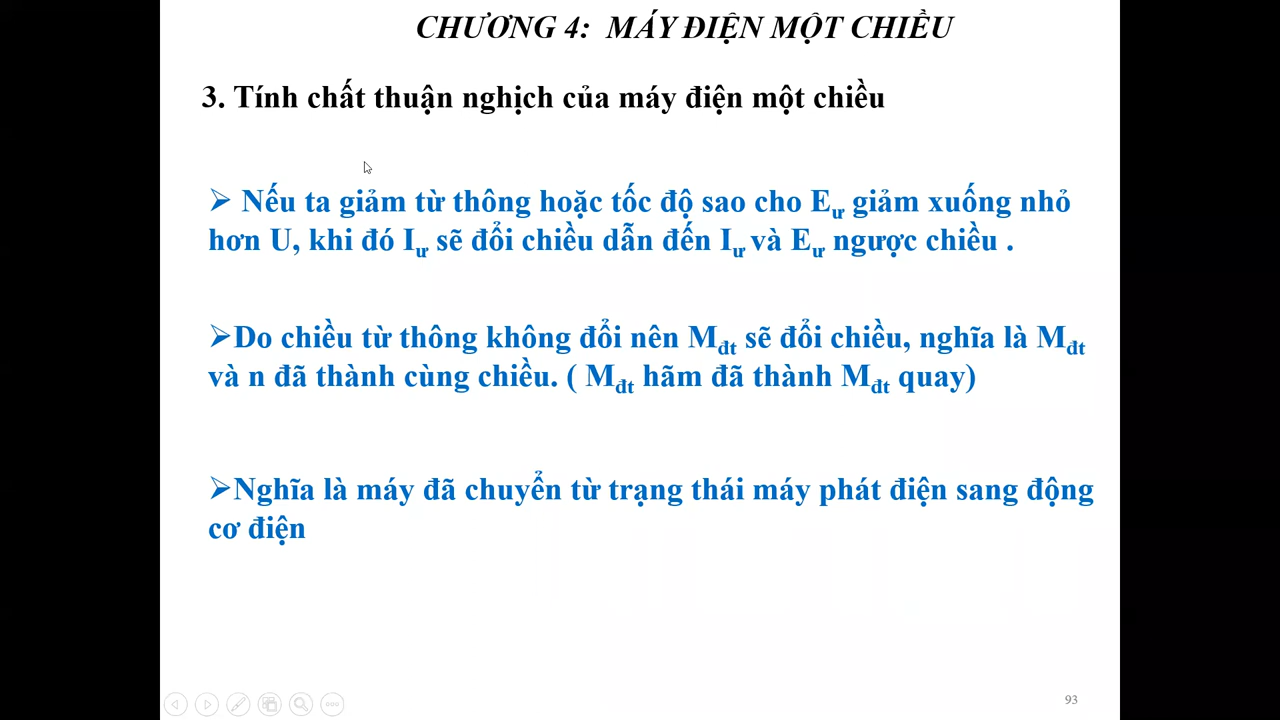 CHƯƠNG 4: MÁY ĐIỆN MỘT CHIỀU
3. Tính chất thuận nghịch của máy điện một chiều
➢ Nếu ta giảm từ thông hoặc tốc độ sao cho Eư giảm xuống nhỏ
hơn U, khi đó Iư sẽ đổi chiều dẫn đến Iư và Eư ngược chiều .
➢Do chiều từ thông không đổi nên Mđt sẽ đổi chiều, nghĩa là Mđt
và n đã thành cùng chiều. ( Mđt hãm đã thành Mđt quay)
➢Nghĩa là máy đã chuyển từ trạng thái máy phát điện sang động
cơ điện
93